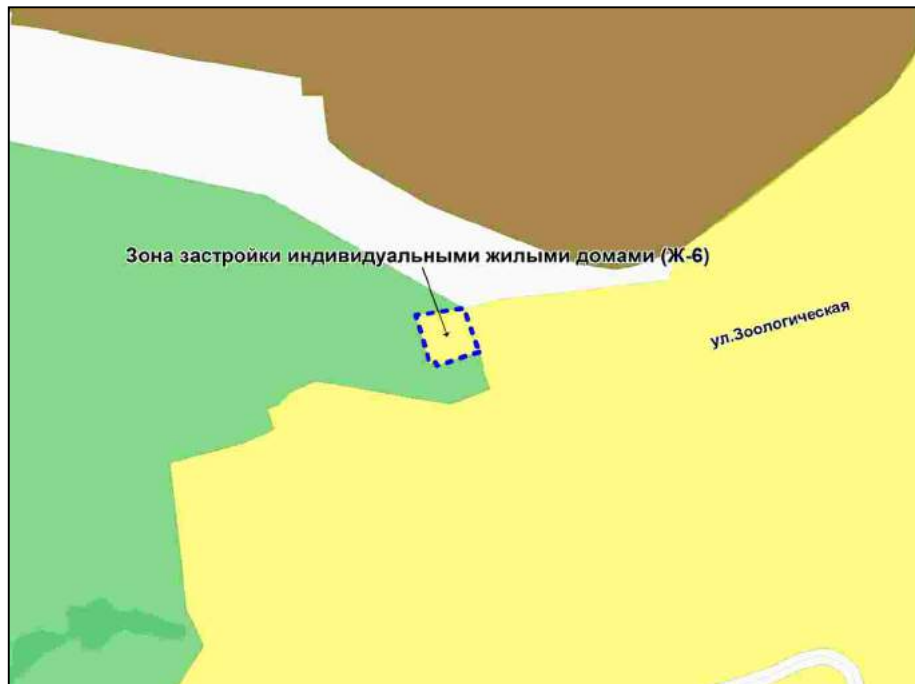 Зона застройки индивидуальными жилыми домами (Ж-6)
ул.Зоологическая